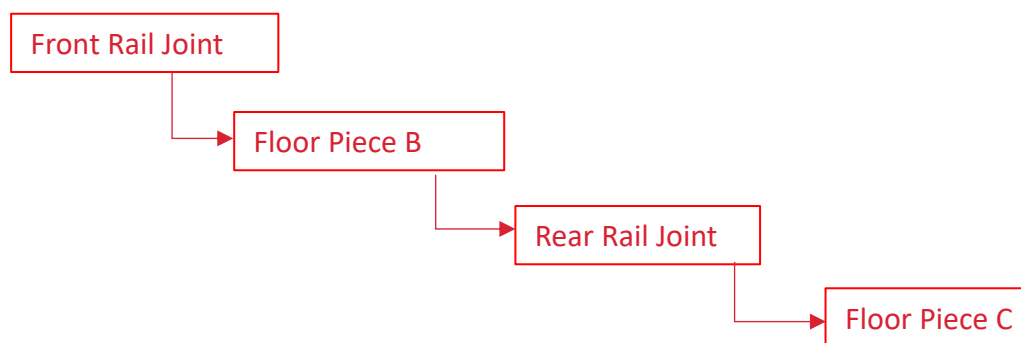 Front Rail Joint
Floor Piece B
Rear Rail Joint
Floor Piece C